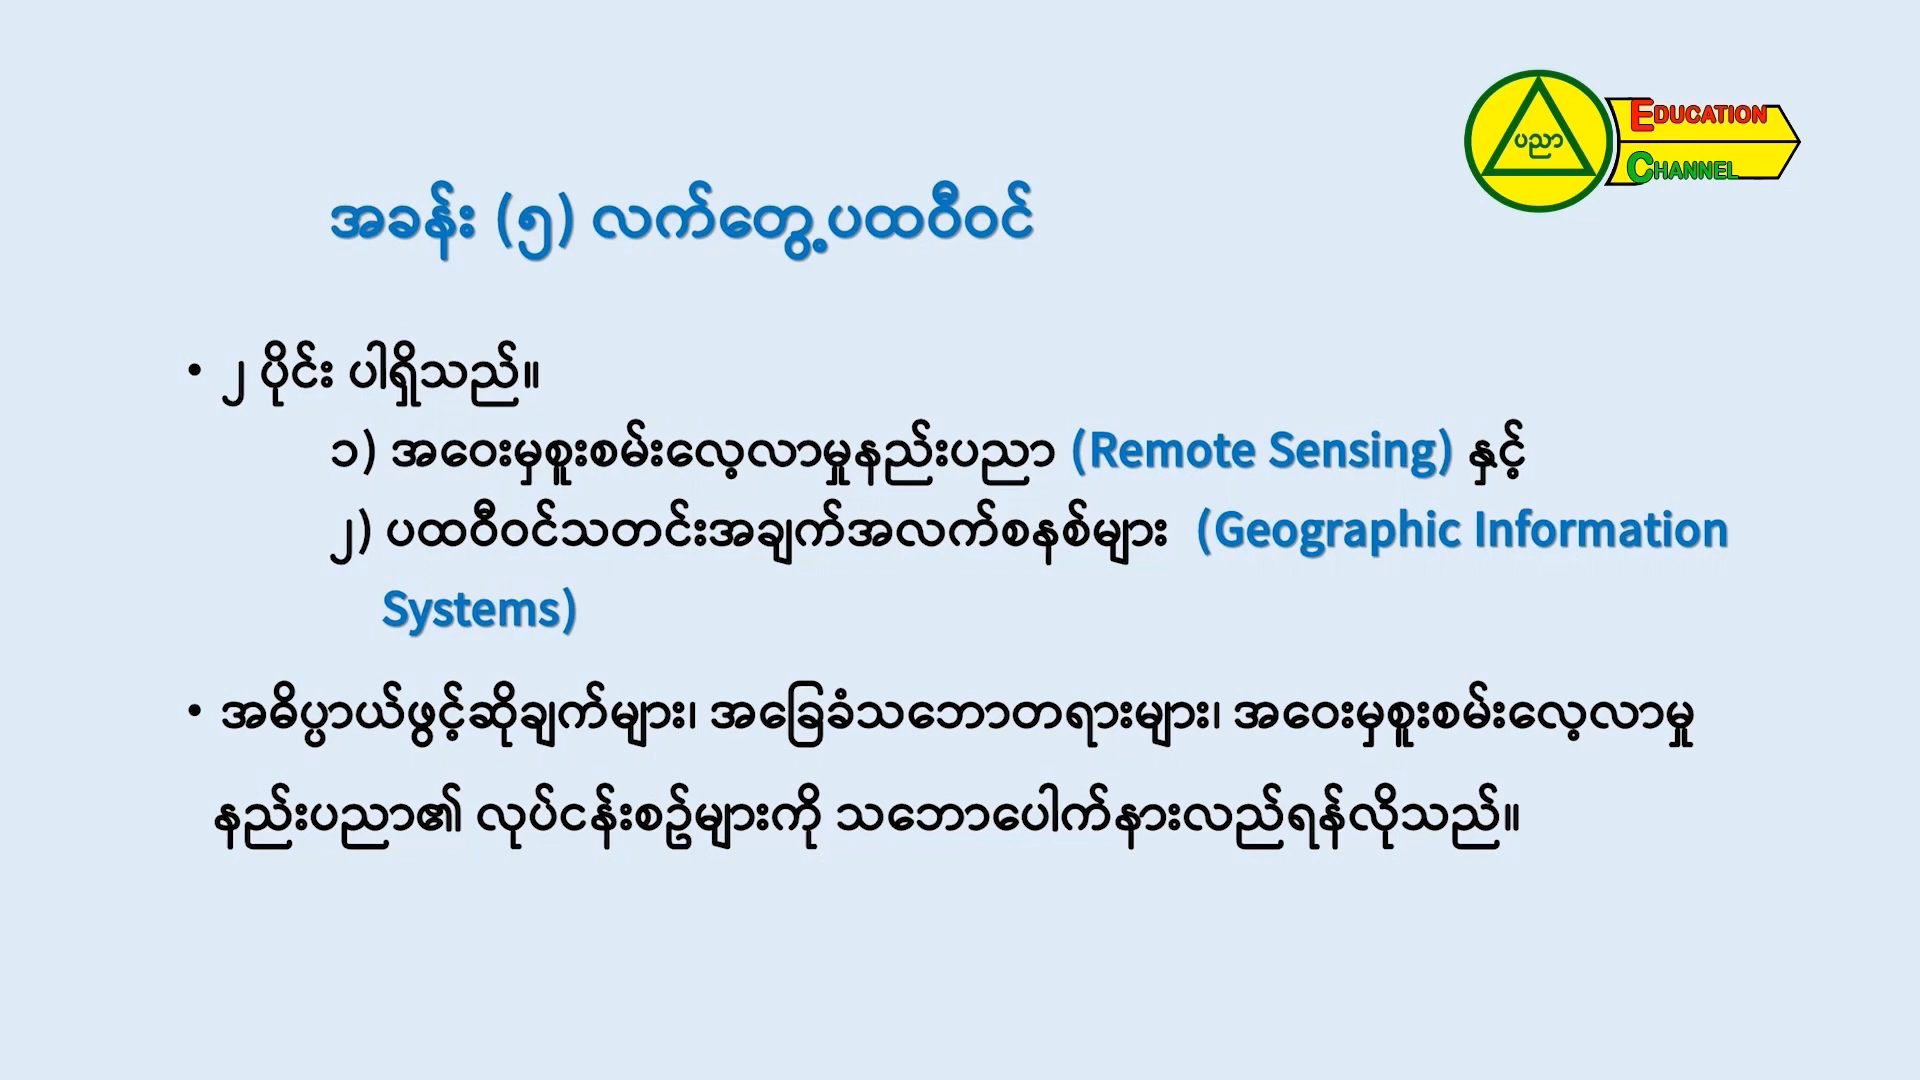 ပညာ
EDUCATION
CHANNEL
အခန်း (၅) လက်တွေ့ပထဝီဝင်
• ၂ ပိုင်း ပါရှိသည်။
၁) အဝေးမှစူးစမ်းလေ့လာမှုနည်းပညာ (Remote Sensing) နှင့်
၂) ပထဝီဝင်သတင်းအချက်အလက်စနစ်များ (Geographic Information
Systems)
• အဓိပ္ပာယ်ဖွင့်ဆိုချက်များ၊ အခြေခံသဘောတရားများ၊ အဝေးမှစူးစမ်းလေ့လာမှု
နည်းပညာ၏ လုပ်ငန်းစဉ်များကို သဘောပေါက်နားလည်ရန်လိုသည်။